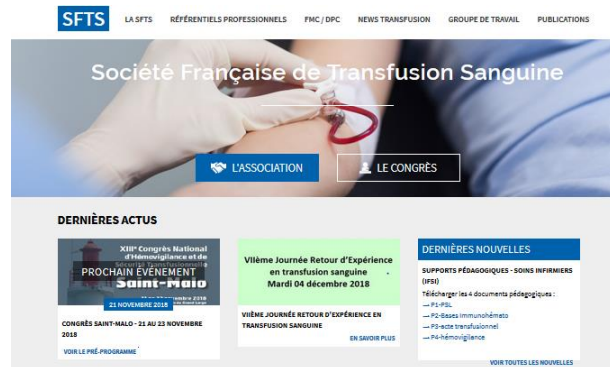 SFTS
LA SFTS
RÉFÉRENTIELS PROFESSIONNELS
FMC / DPC
NEWS TRANSFUSION
GROUPE DE TRAVAIL
PUBLICATIONS
Société Française de Transfusion Sanguine
L'ASSOCIATION
LE CONGRÈS
DERNIÈRES ACTUS
XIIIᵉ Congrès National
d'Hémovigilance et de
Sécurité Transfusionnelle
PROCHAIN ÉVÉNEMENT
Saint-Malo
21 NOVEMBRE 2018
CONGRÈS SAINT-MALO - 21 AU 23 NOVEMBRE
2018
VOIR LE PRÉ-PROGRAMME
VIIème Journée Retour d'Expérience
en transfusion sanguine
Mardi 04 décembre 2018
VIIÈME JOURNÉE RETOUR D'EXPÉRIENCE EN
TRANSFUSION SANGUINE
EN SAVOIR PLUS
DERNIÈRES NOUVELLES
SUPPORTS PÉDAGOGIQUES - SOINS INFIRMIERS
(IFSI)
Télécharger les 4 documents pédagogiques :
→ P1-PSL
→ P2-Bases Immunohémato
→ P3-acte transfusionnel
→ P4-hémovigilance
VOIR TOUTES LES NOUVELLES